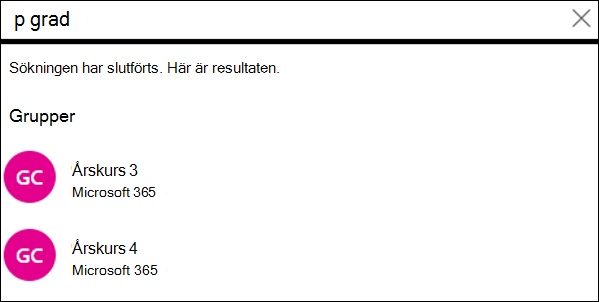 p grad
Sökningen har slutförts. Här är resultaten.
Grupper
GC
Årskurs 3
Microsoft 365
GC
Årskurs 4
Microsoft 365